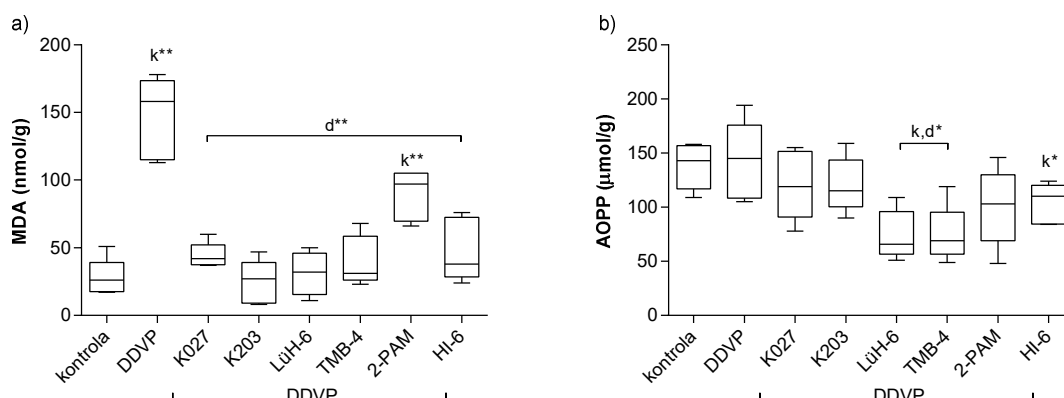 a)
MDA (nmol/g)
200
150
100
50
0
k**
d**
k**
kontrola
DDVP
K027
K203
LüH-6
TMB-4
2-PAM
HI-6
DDVP
b)
AOPP (µmol/g)
250
200
150
100
50
0
k,d*
k*
kontrola
DDVP
K027
K203
LüH-6
TMB-4
2-PAM
HI-6
DDVP